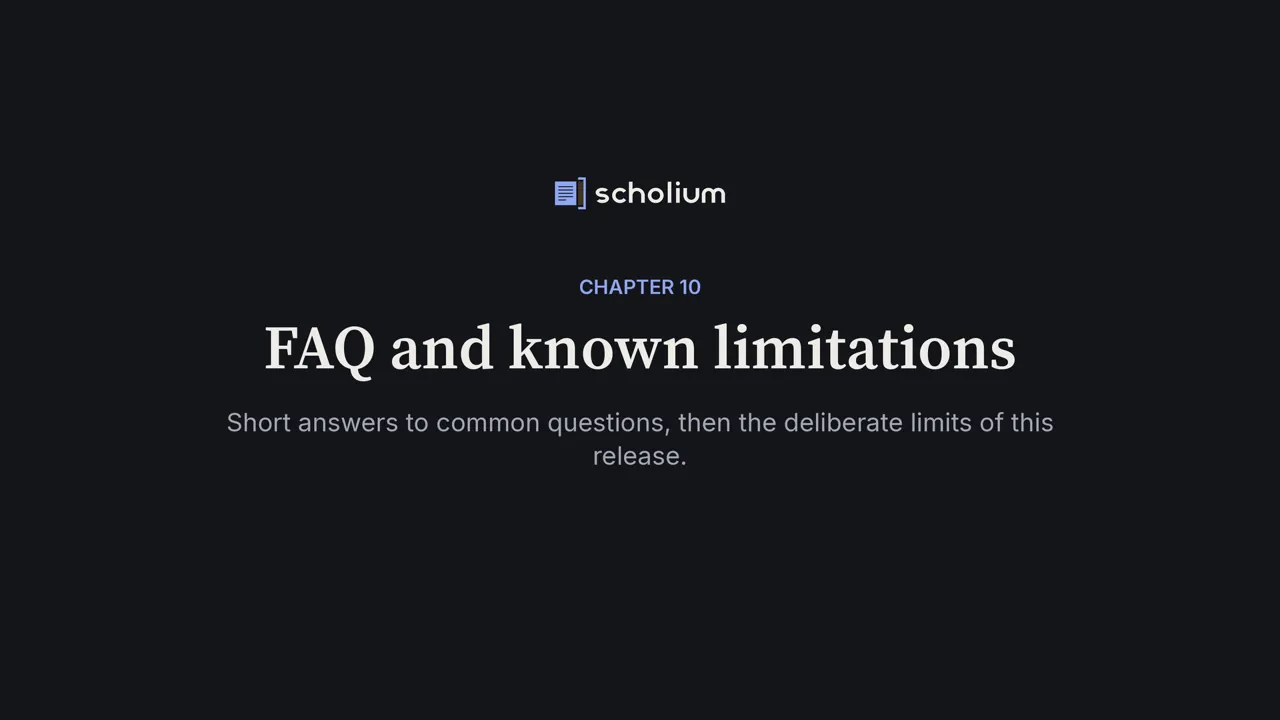 scholium
CHAPTER 10
FAQ and known limitations
Short answers to common questions, then the deliberate limits of this
release.